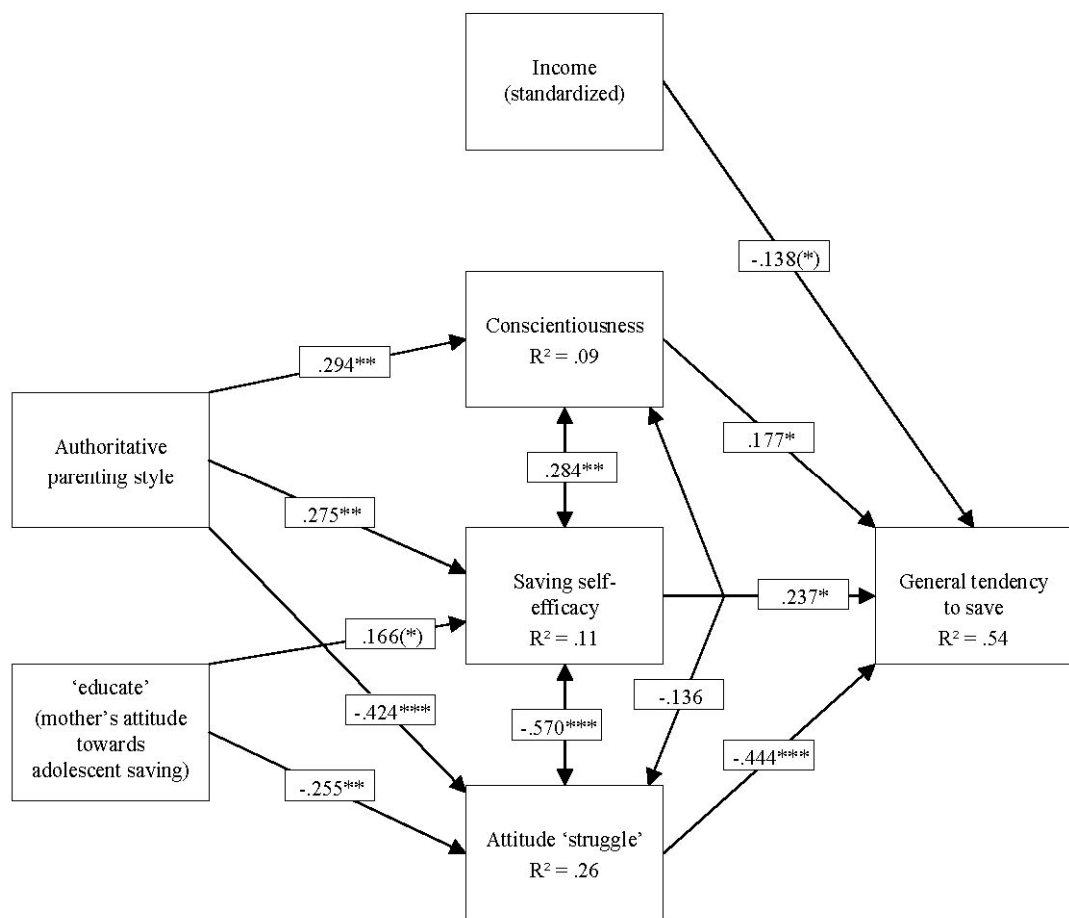 Income
(standardized)
-.138(*)
Conscientiousness
R² = .09
.294**
.177*
Authoritative
parenting style
.284**
.275**
Saving self-
efficacy
R² = .11
.237*
General tendency
to save
R² = .54
.166(*)
'educate'
(mother's attitude
towards
adolescent saving)
-.424***
-.570***
-.136
-.444***
-.255**
Attitude 'struggle'
R² = .26